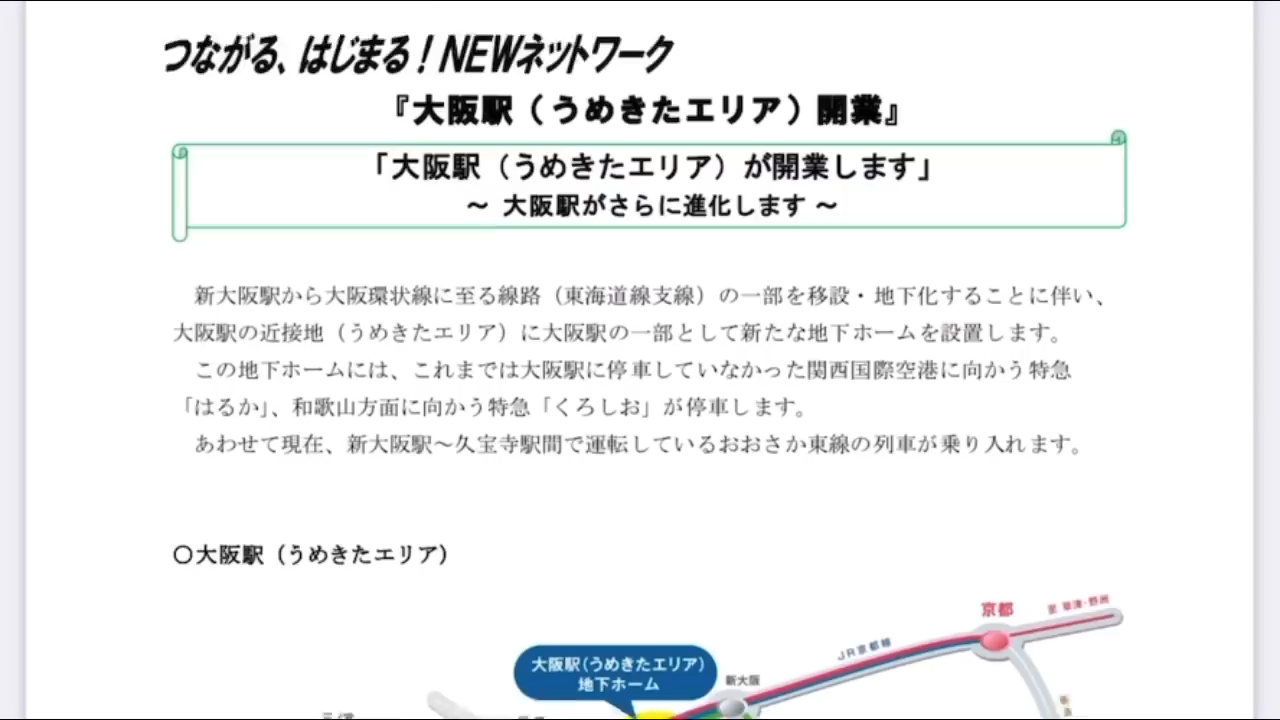 つながる、はじまる！NEWネットワーク
『大阪駅（うめきたエリア）開業』
「大阪駅（うめきたエリア）が開業します」
～ 大阪駅がさらに進化します ～
新大阪駅から大阪環状線に至る線路（東海道線支線）の一部を移設・地下化することに伴い、
大阪駅の近接地（うめきたエリア）に大阪駅の一部として新たな地下ホームを設置します。
この地下ホームには、これまでは大阪駅に停車していなかった関西国際空港に向かう特急
「はるか」、和歌山方面に向かう特急「くろしお」が停車します。
あわせて現在、新大阪駅～久宝寺駅間で運転しているおおさか東線の列車が乗り入れます。
〇大阪駅（うめきたエリア）
京都
至 草津・野洲
JR京都線
大阪駅（うめきたエリア）
地下ホーム
新大阪